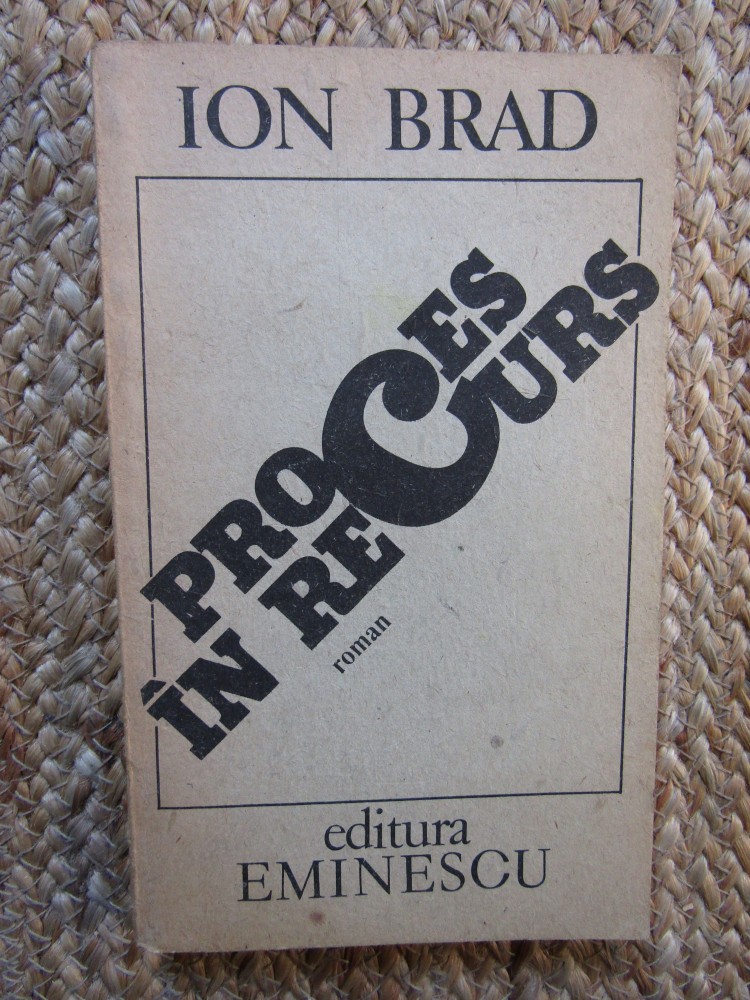 ION BRAD
PROCES
ÎN RECURS
roman
editura
EMINESCU